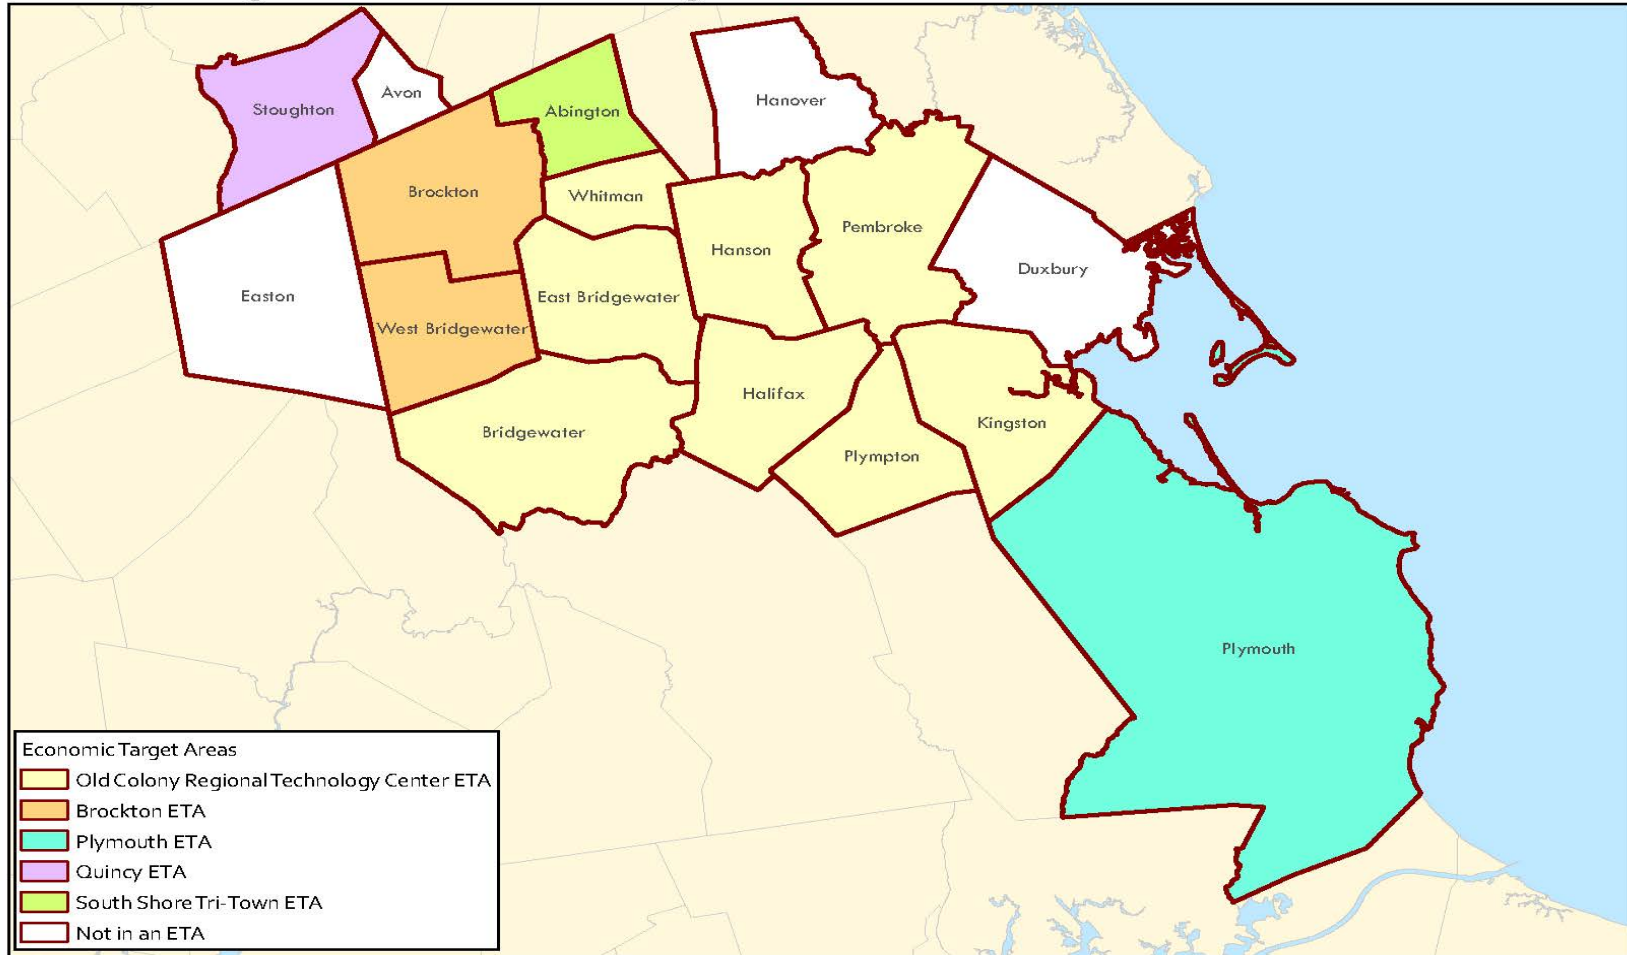 Stoughton
Avon
Abington
Hanover
Brockton
Whitman
Hanson
Pembroke
Duxbury
Easton
East Bridgewater
West Bridgewater
Halifax
Kingston
Bridgewater
Plympton
Plymouth
Economic Target Areas
Old Colony Regional Technology Center ETA
Brockton ETA
Plymouth ETA
Quincy ETA
South Shore Tri-Town ETA
Not in an ETA